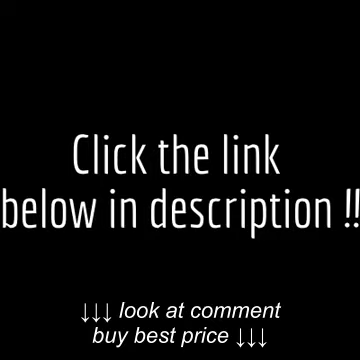 Click the link
below in description !!
↓↓↓ look at comment
buy best price ↓↓↓